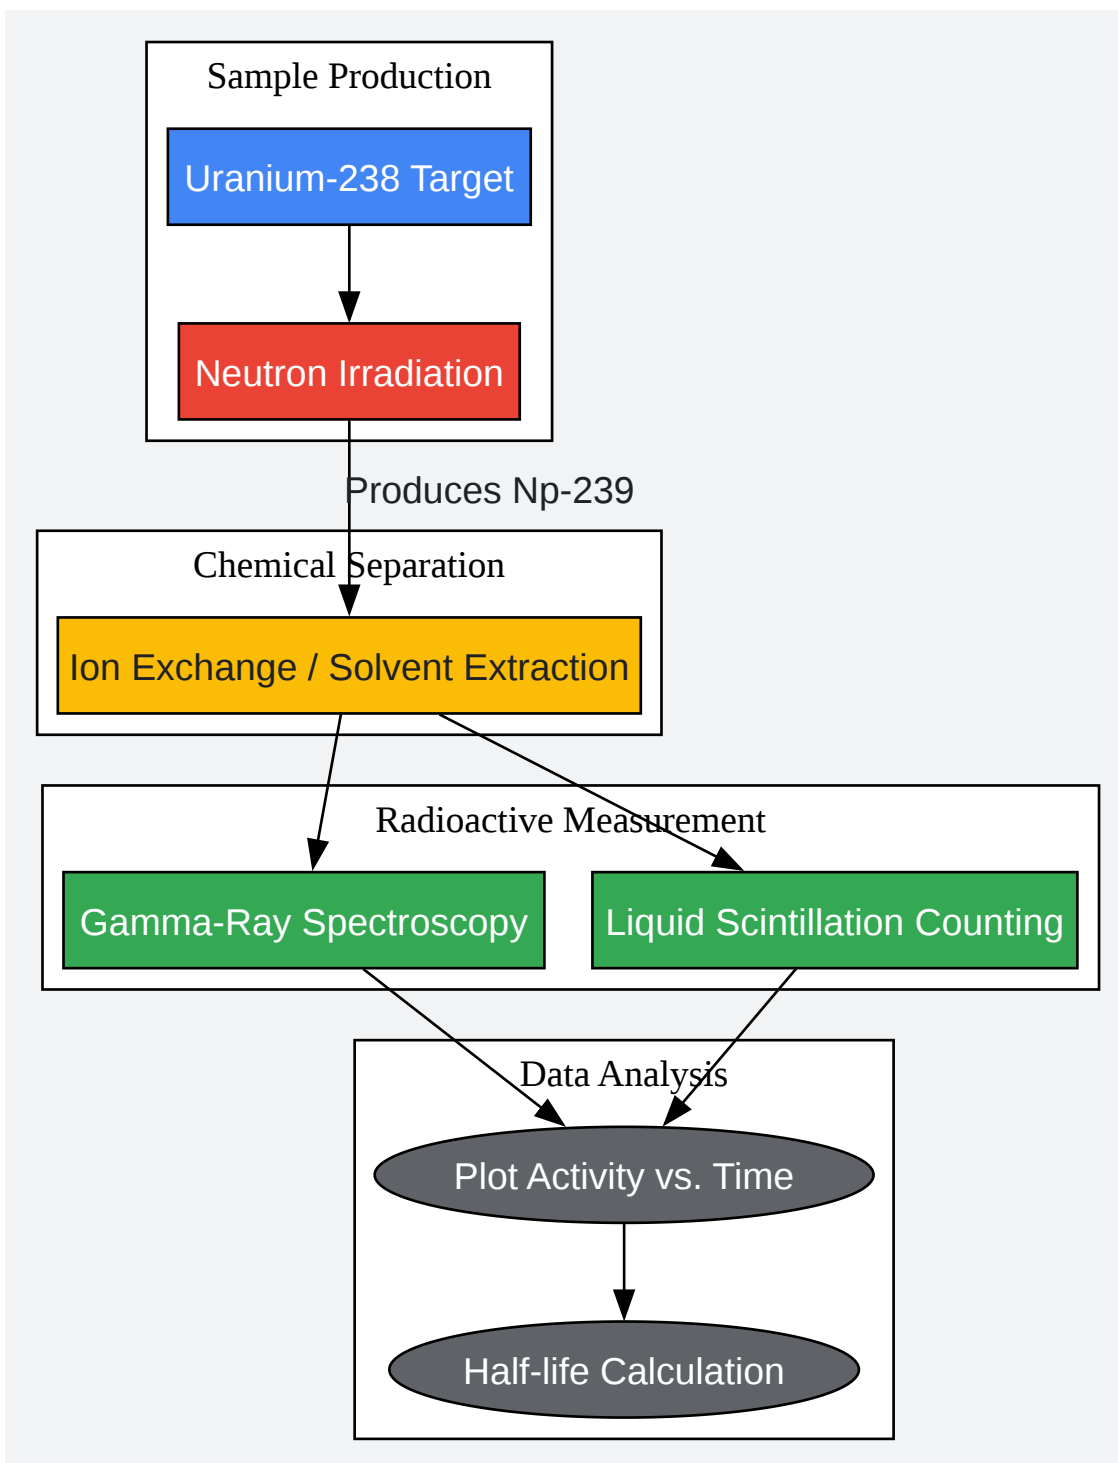 Sample Production
Uranium-238 Target
Neutron Irradiation
Produces Np-239
Chemical Separation
Ion Exchange / Solvent Extraction
Radioactive Measurement
Gamma-Ray Spectroscopy
Liquid Scintillation Counting
Data Analysis
Plot Activity vs. Time
Half-life Calculation